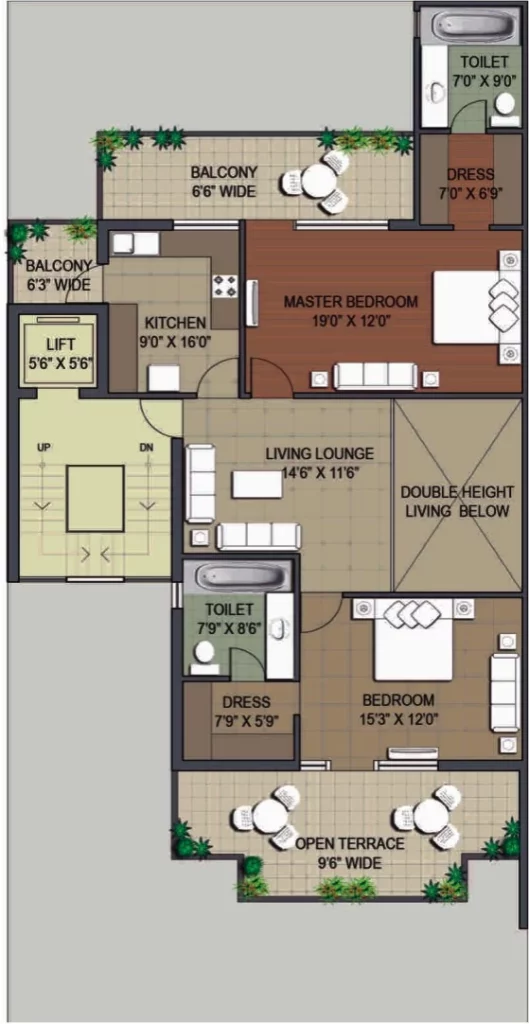 TOILET
7'0" X 9'0"
DRESS
7'0" X 6'9"
BALCONY
6'6" WIDE
BALCONY
6'3" WIDE
MASTER BEDROOM
19'0" X 12'0"
KITCHEN
9'0" X 16'0"
LIFT
5'6" X 5'6"
UP
DN
LIVING LOUNGE
14'6" X 11'6"
DOUBLE HEIGHT
LIVING BELOW
TOILET
7'9" X 8'6"
DRESS
7'9" X 5'9"
BEDROOM
15'3" X 12'0"
OPEN TERRACE
9'6" WIDE